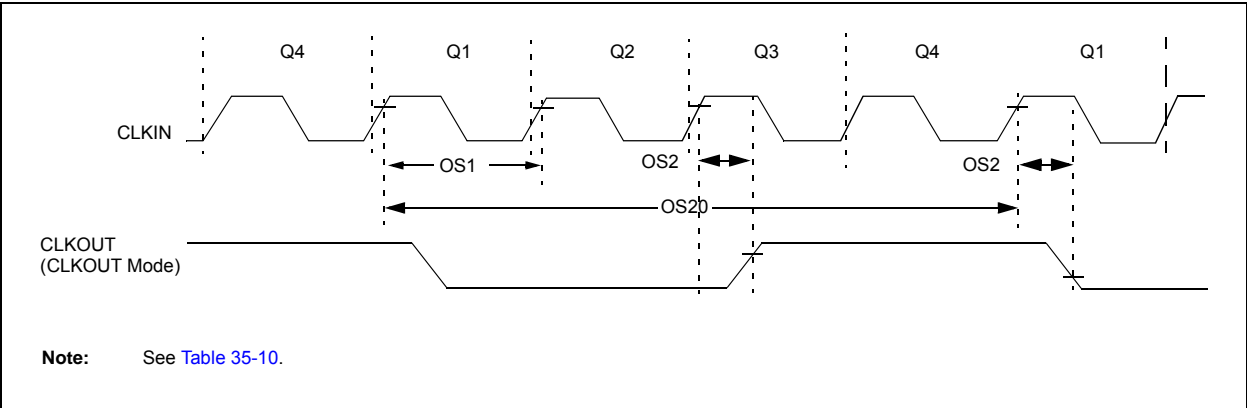 Q4 Q1 Q2 Q3 Q4 Q1
CLKIN
OS1 OS2 OS2
OS20
CLKOUT
(CLKOUT Mode)
Note: See Table 35-10.